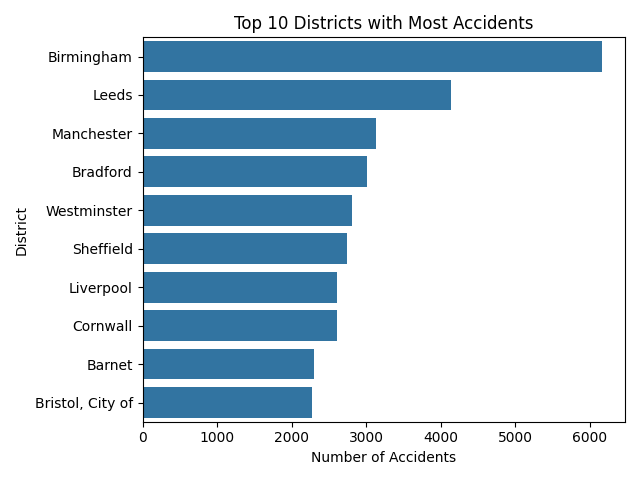 Top 10 Districts with Most Accidents
Birmingham
Leeds
Manchester
Bradford
Westminster
Sheffield
Liverpool
Cornwall
Barnet
Bristol, City of
District
0 1000 2000 3000 4000 5000 6000
Number of Accidents